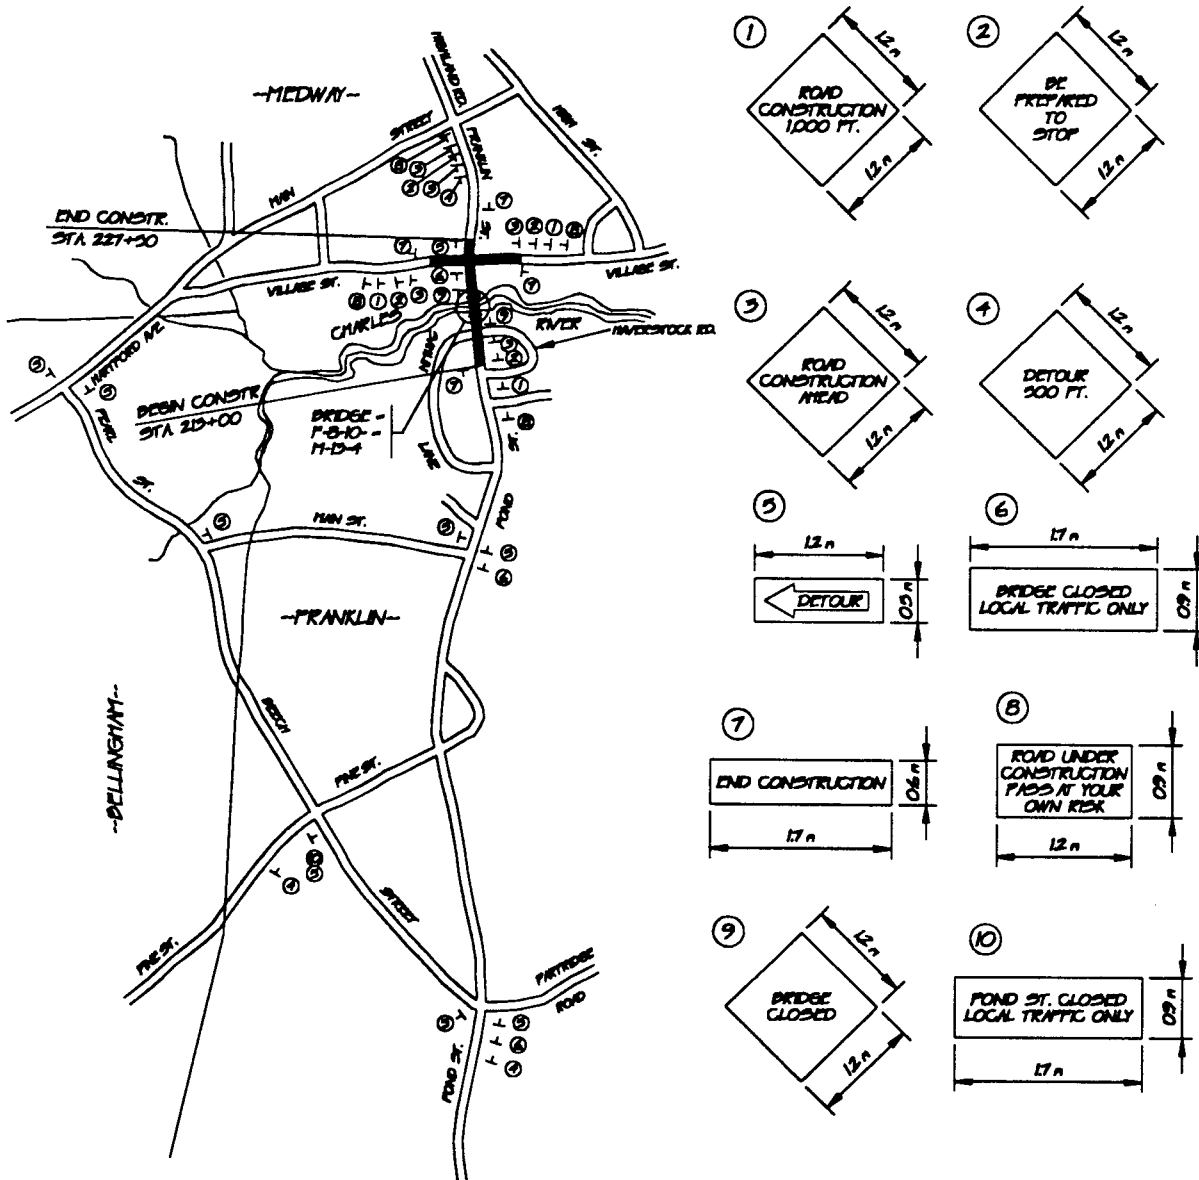 ~MEDWAY~
HIGHLAND RD.
FRANKLIN
ST.
MAIN
STREET
HIGH
ST.
END CONSTR.
STA 227+50
VILLAGE ST.
VILLAGE ST.
CHARLES
RIVER
HAVERSTOCK RD.
HARTFORD AVE
PEARL
ST.
BEGIN CONSTR
STA 213+00
BRIDGE -
F-8-10- -
M-13-4
LANE
POND
ST.
MAIN ST.
~FRANKLIN~
~BELLINGHAM~
BEECH
STREET
PINE ST.
PINE ST.
PARTRIDGE
ROAD
POND ST.
1
ROAD
CONSTRUCTION
1,000 FT.
1.2 m
1.2 m
2
BE
PREPARED
TO
STOP
1.2 m
1.2 m
3
ROAD
CONSTRUCTION
AHEAD
1.2 m
1.2 m
4
DETOUR
500 FT.
1.2 m
1.2 m
5
1.2 m
DETOUR
0.5 m
6
1.7 m
BRIDGE CLOSED
LOCAL TRAFFIC ONLY
0.9 m
7
END CONSTRUCTION
0.6 m
1.7 m
8
ROAD UNDER
CONSTRUCTION
PASS AT YOUR
OWN RISK
0.9 m
1.2 m
9
BRIDGE
CLOSED
1.2 m
1.2 m
10
POND ST. CLOSED
LOCAL TRAFFIC ONLY
0.9 m
1.7 m